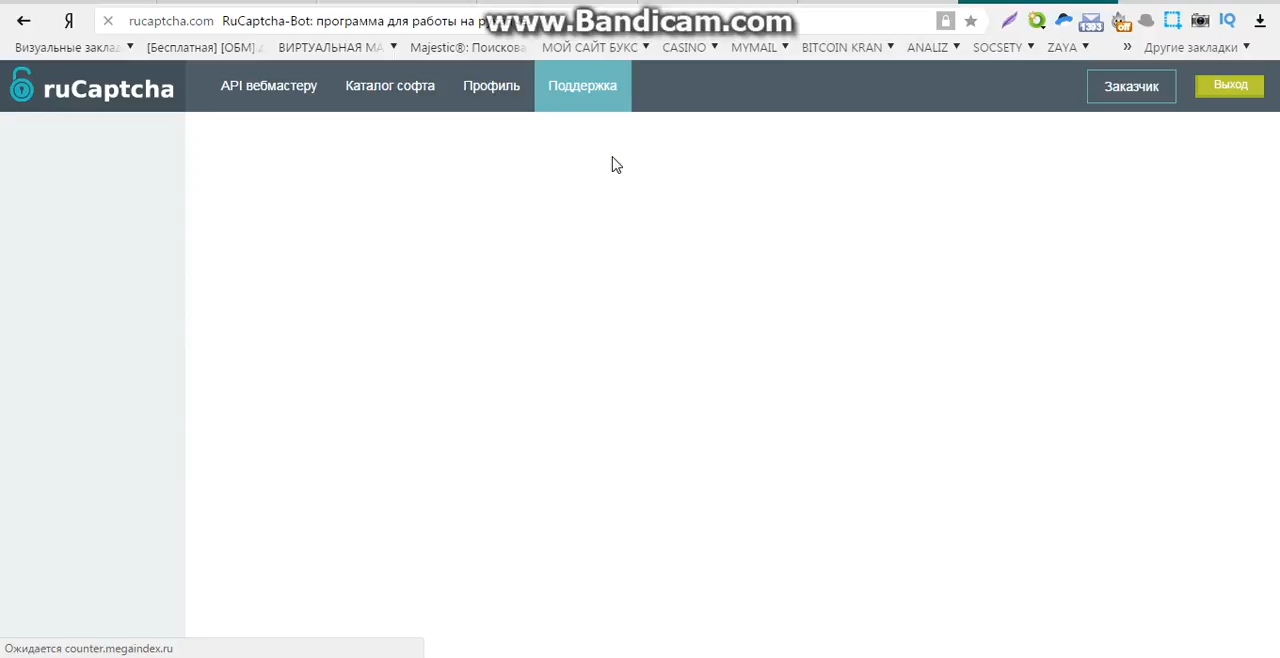 www.Bandicam.com
Я rucaptcha.com RuCaptcha-Bot: программа для работы на
Визуальные заклад [Бесплатная] [ОБМ] ВИРТУАЛЬНАЯ МА Majestic®: Поискова МОЙ САЙТ БУКС CASINO MYMAIL BITCOIN KRAN ANALIZ SOCSETY ZAYA » Другие закладки
ruCaptcha API вебмастеру Каталог софта Профиль Поддержка Заказчик Выход
Ожидается counter.megaindex.ru